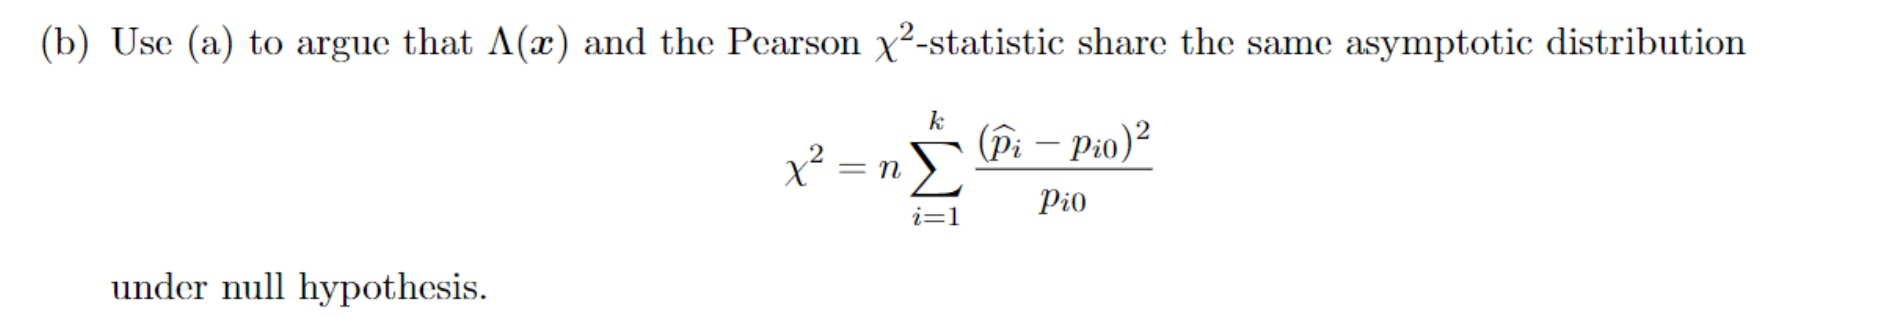 (b) Use (a) to argue that Λ(x) and the Pearson χ²-statistic share the same asymptotic distribution
χ² = n ∑_{i=1}^{k} (p̂_i − p_{i0})² / p_{i0}
under null hypothesis.